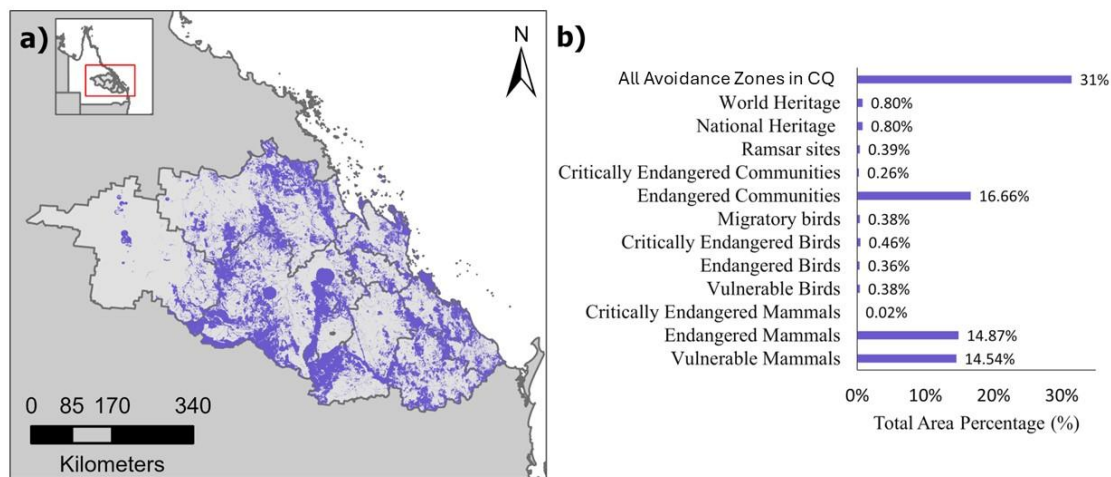 a)
N
0 85 170 340
Kilometers
b)
All Avoidance Zones in CQ 31%
World Heritage 0.80%
National Heritage 0.80%
Ramsar sites 0.39%
Critically Endangered Communities 0.26%
Endangered Communities 16.66%
Migratory birds 0.38%
Critically Endangered Birds 0.46%
Endangered Birds 0.36%
Vulnerable Birds 0.38%
Critically Endangered Mammals 0.02%
Endangered Mammals 14.87%
Vulnerable Mammals 14.54%
0% 10% 20% 30%
Total Area Percentage (%)